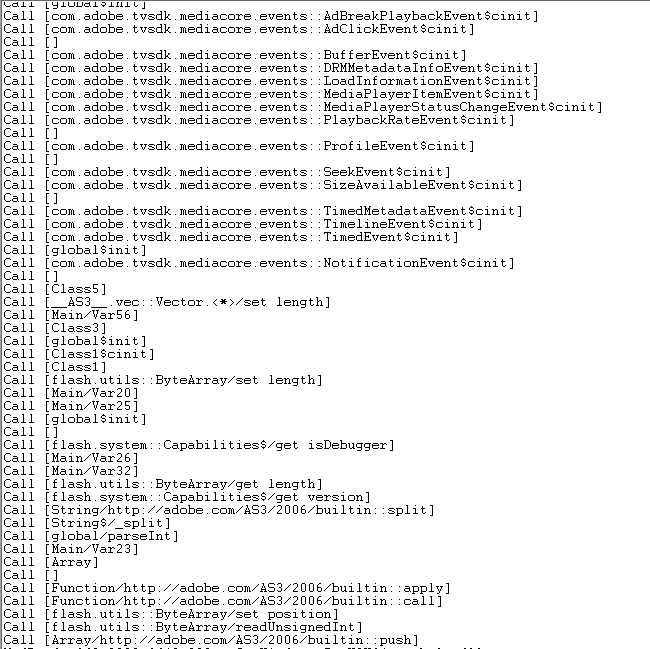 Call [global$init]
Call [com.adobe.tvsdk.mediacore.events::AdBreakPlaybackEvent$cinit]
Call [com.adobe.tvsdk.mediacore.events::AdClickEvent$cinit]
Call []
Call [com.adobe.tvsdk.mediacore.events::BufferEvent$cinit]
Call [com.adobe.tvsdk.mediacore.events::DRMMetadataInfoEvent$cinit]
Call [com.adobe.tvsdk.mediacore.events::LoadInformationEvent$cinit]
Call [com.adobe.tvsdk.mediacore.events::MediaPlayerItemEvent$cinit]
Call [com.adobe.tvsdk.mediacore.events::MediaPlayerStatusChangeEvent$cinit]
Call [com.adobe.tvsdk.mediacore.events::PlaybackRateEvent$cinit]
Call []
Call [com.adobe.tvsdk.mediacore.events::ProfileEvent$cinit]
Call []
Call [com.adobe.tvsdk.mediacore.events::SeekEvent$cinit]
Call [com.adobe.tvsdk.mediacore.events::SizeAvailableEvent$cinit]
Call []
Call [com.adobe.tvsdk.mediacore.events::TimedMetadataEvent$cinit]
Call [com.adobe.tvsdk.mediacore.events::TimelineEvent$cinit]
Call [com.adobe.tvsdk.mediacore.events::TimedEvent$cinit]
Call [global$init]
Call [com.adobe.tvsdk.mediacore.events::NotificationEvent$cinit]
Call []
Call [Class5]
Call [__AS3__.vec::Vector.<*>/set length]
Call [Main/Var56]
Call [Class3]
Call [global$init]
Call [Class1$cinit]
Call [Class1]
Call [flash.utils::ByteArray/set length]
Call [Main/Var20]
Call [Main/Var25]
Call [global$init]
Call []
Call [flash.system::Capabilities$/get isDebugger]
Call [Main/Var26]
Call [Main/Var32]
Call [flash.utils::ByteArray/get length]
Call [flash.system::Capabilities$/get version]
Call [String/http://adobe.com/AS3/2006/builtin::split]
Call [String$/_split]
Call [global/parseInt]
Call [Main/Var23]
Call [Array]
Call []
Call [Function/http://adobe.com/AS3/2006/builtin::apply]
Call [Function/http://adobe.com/AS3/2006/builtin::call]
Call [flash.utils::ByteArray/set position]
Call [flash.utils::ByteArray/readUnsignedInt]
Call [Array/http://adobe.com/AS3/2006/builtin::push]